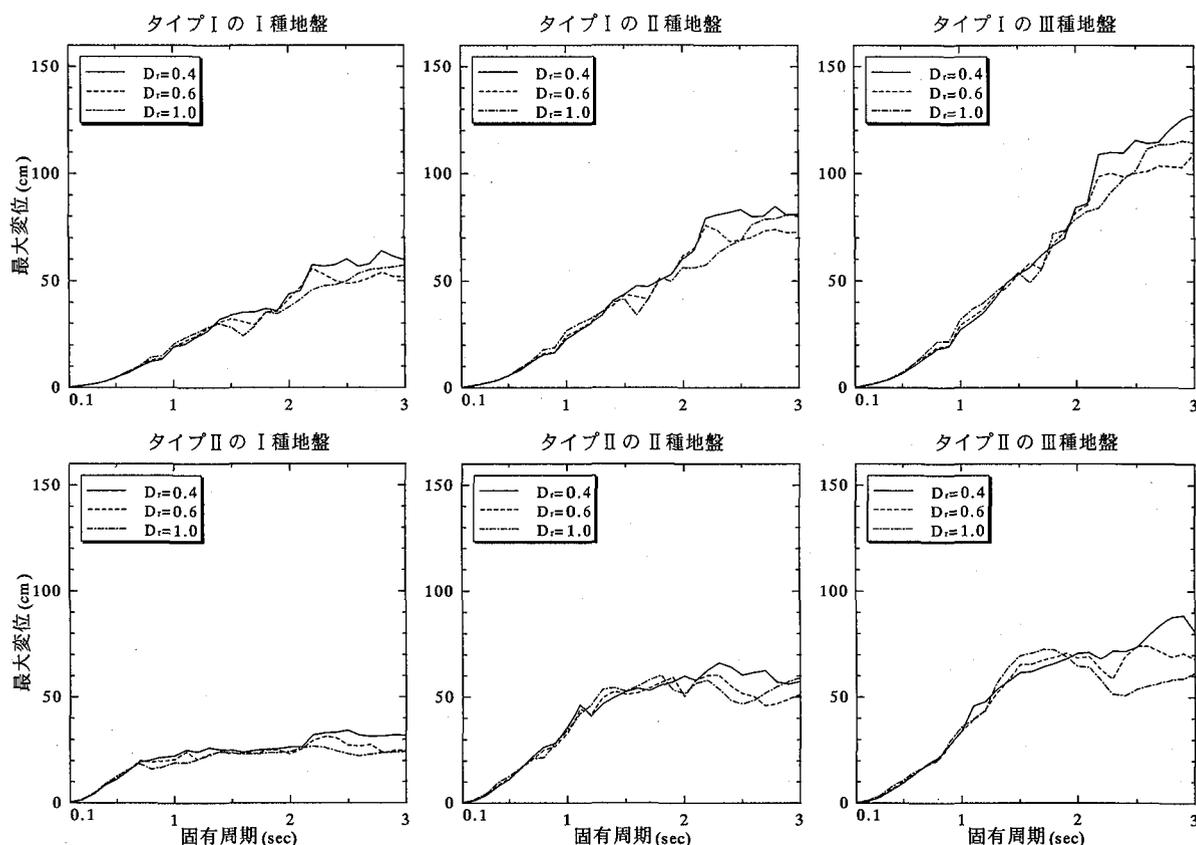 タイプⅠの Ⅰ種地盤
タイプⅠの Ⅱ種地盤
タイプⅠの Ⅲ種地盤
150
100
50
0
最大変位(cm)
Dr=0.4
Dr=0.6
Dr=1.0
0.1 1 2 3
150
100
50
0
Dr=0.4
Dr=0.6
Dr=1.0
0.1 1 2 3
150
100
50
0
Dr=0.4
Dr=0.6
Dr=1.0
0.1 1 2 3
タイプⅡの Ⅰ種地盤
タイプⅡの Ⅱ種地盤
タイプⅡのⅢ種地盤
150
100
50
0
最大変位(cm)
Dr=0.4
Dr=0.6
Dr=1.0
0.1 1 2 3
固有周期(sec)
150
100
50
0
Dr=0.4
Dr=0.6
Dr=1.0
0.1 1 2 3
固有周期(sec)
150
100
50
0
Dr=0.4
Dr=0.6
Dr=1.0
0.1 1 2 3
固有周期(sec)